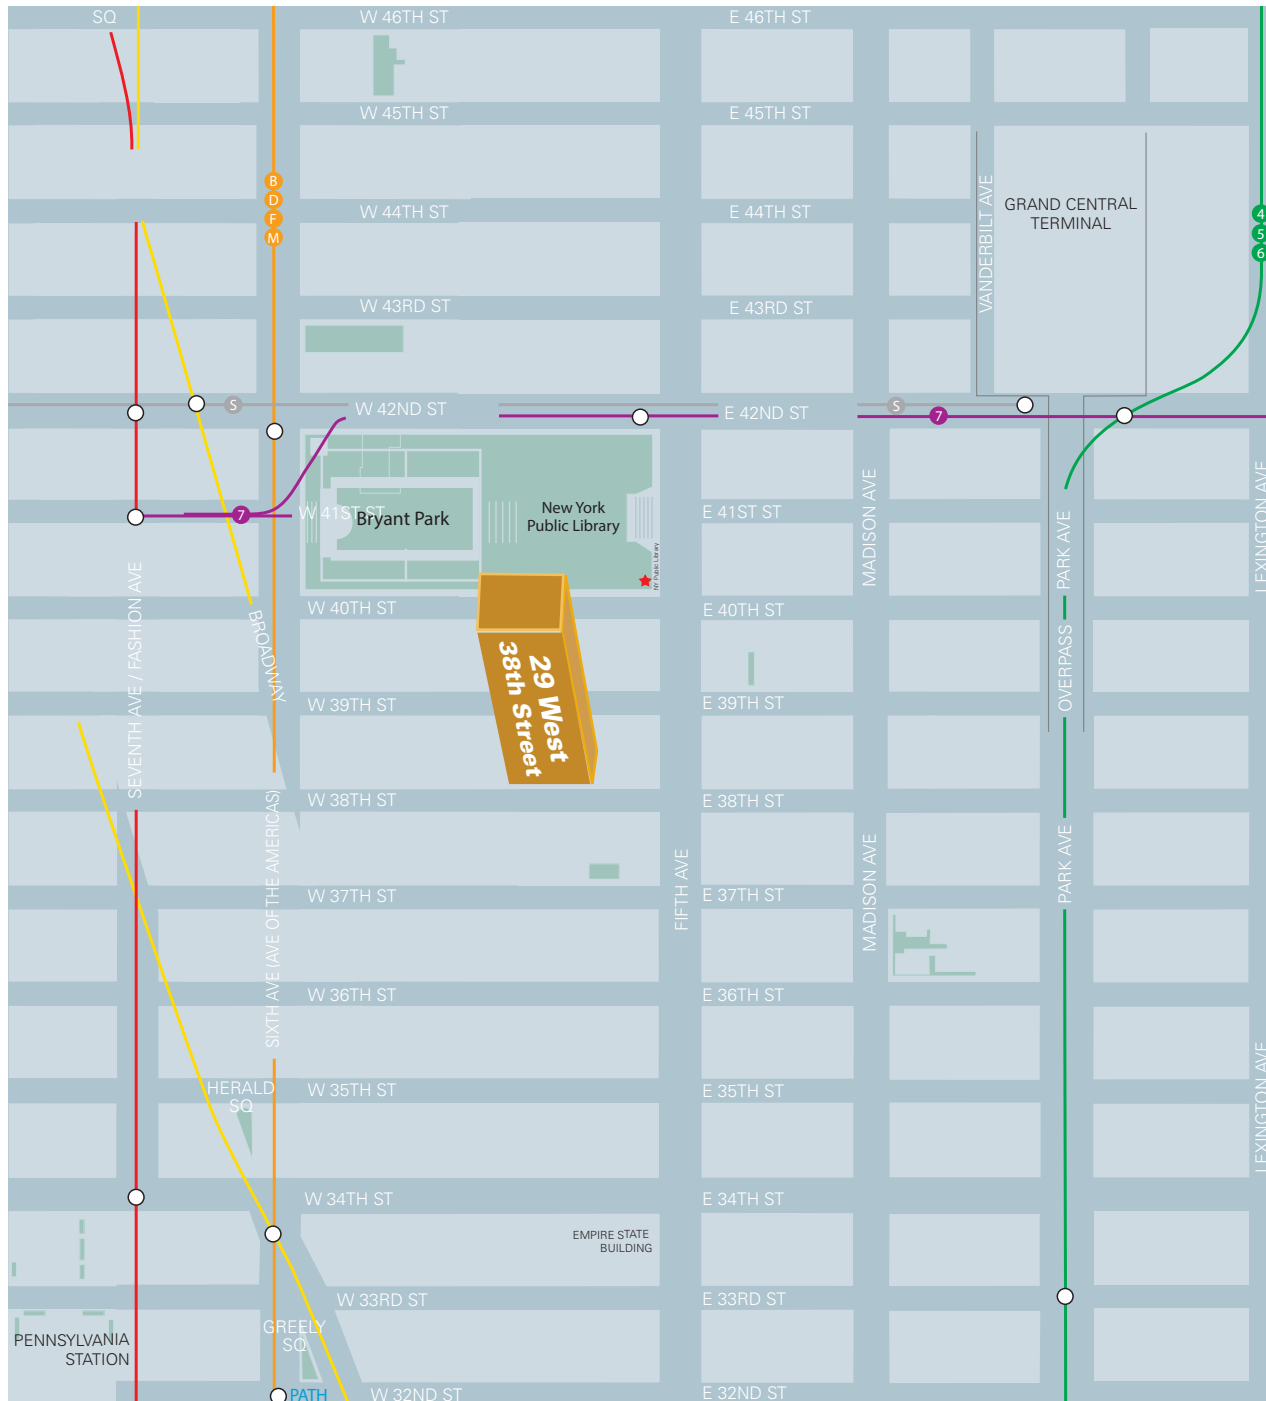 SQ
W 46TH ST
E 46TH ST
W 45TH ST
E 45TH ST
B
D
F
M
W 44TH ST
E 44TH ST
VANDERBILT AVE
GRAND CENTRAL
TERMINAL
4
5
6
W 43RD ST
E 43RD ST
S
W 42ND ST
E 42ND ST
S
7
7
W 41ST ST
Bryant Park
New York
Public Library
NY Public Library
E 41ST ST
MADISON AVE
PARK AVE
LEXINGTON AVE
SEVENTH AVE / FASHION AVE
BROADWAY
W 40TH ST
E 40TH ST
OVERPASS
29 West
38th Street
W 39TH ST
E 39TH ST
W 38TH ST
E 38TH ST
SIXTH AVE (AVE OF THE AMERICAS)
FIFTH AVE
MADISON AVE
PARK AVE
W 37TH ST
E 37TH ST
W 36TH ST
E 36TH ST
HERALD
SQ
W 35TH ST
E 35TH ST
LEXINGTON AVE
W 34TH ST
E 34TH ST
EMPIRE STATE
BUILDING
W 33RD ST
E 33RD ST
PENNSYLVANIA
STATION
GREELY
SQ
PATH
W 32ND ST
E 32ND ST